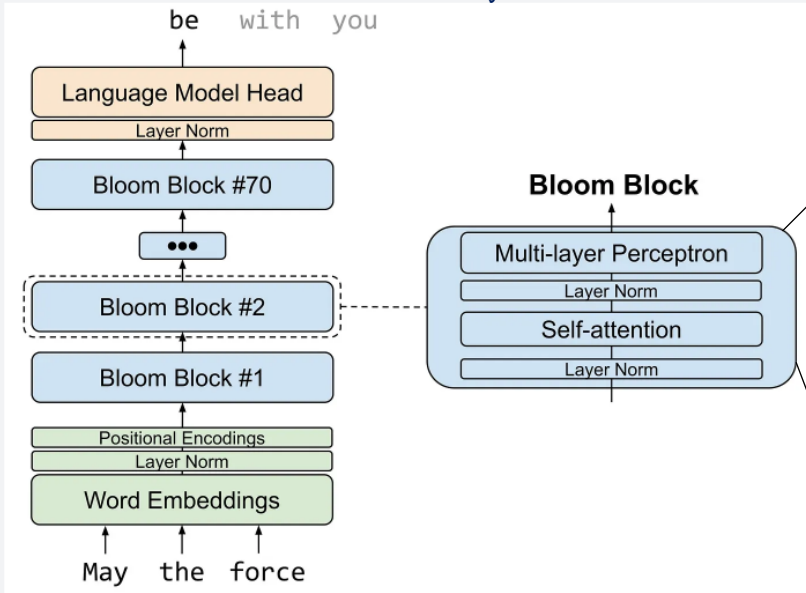 be with you
Language Model Head
Layer Norm
Bloom Block #70
•••
Bloom Block #2
Bloom Block #1
Positional Encodings
Layer Norm
Word Embeddings
May the force
Bloom Block
Multi-layer Perceptron
Layer Norm
Self-attention
Layer Norm